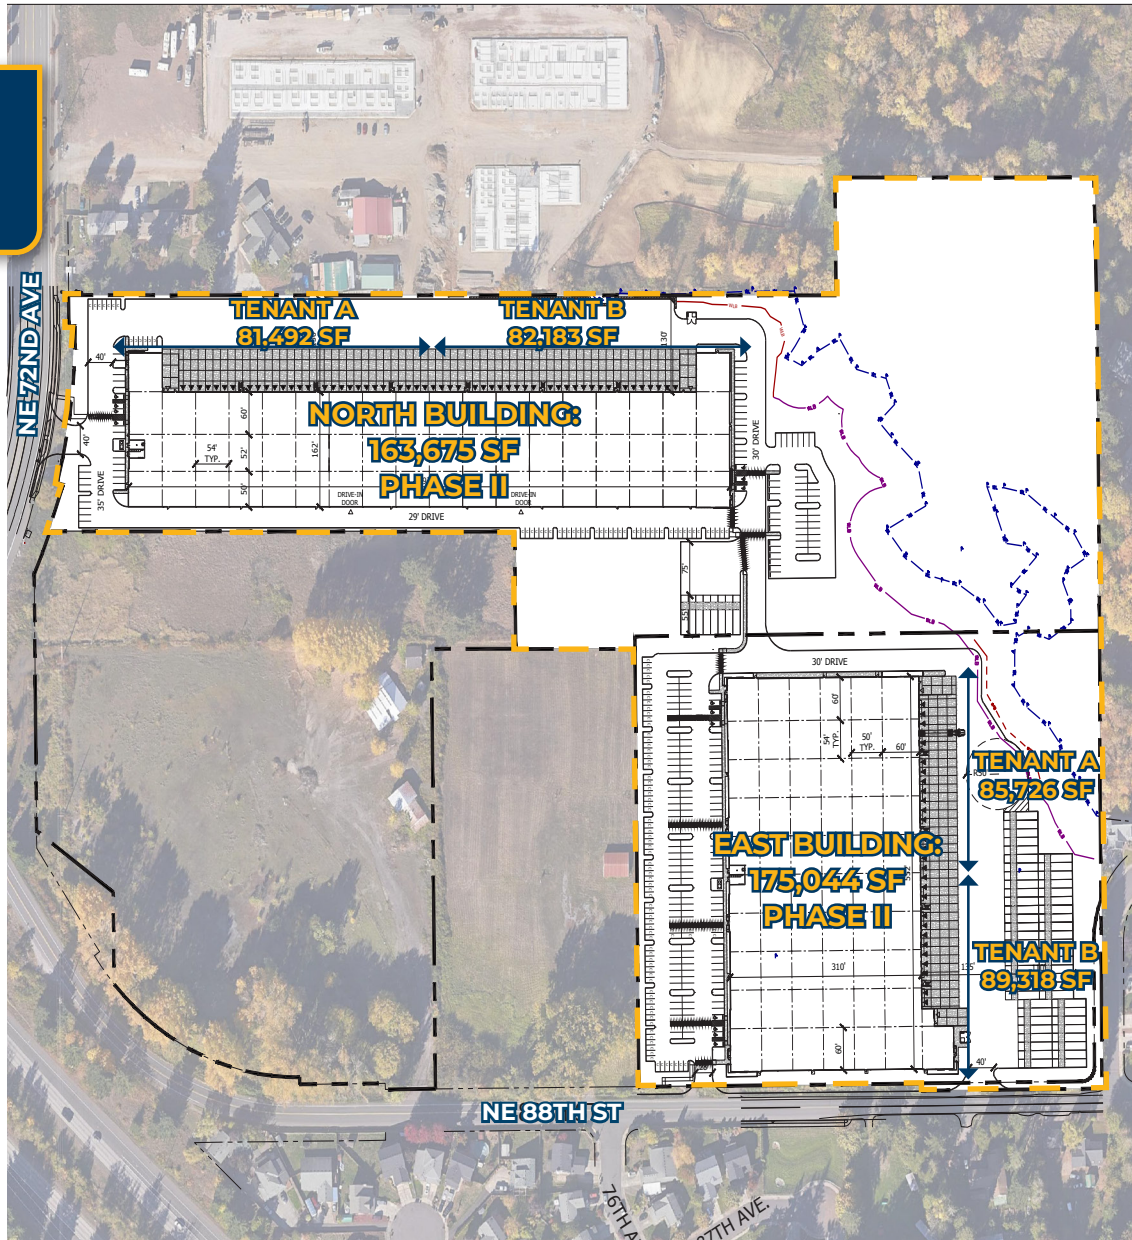 NE 72ND AVE
TENANT A
81,492 SF
TENANT B
82,183 SF
130'
40'
NORTH BUILDING:
163,675 SF
PHASE II
60'
54'
TYP.
52'
162'
50'
40'
35' DRIVE
30' DRIVE
DRIVE-IN
DOOR
DRIVE-IN
DOOR
29' DRIVE
75'
55'
30' DRIVE
60'
54'
TYP.
50'
TYP.
60'
TENANT A
85,726 SF
EAST BUILDING:
175,044 SF
PHASE II
TENANT B
89,318 SF
310'
135'
60'
40'
NE 88TH ST
76TH A
87TH AVE.